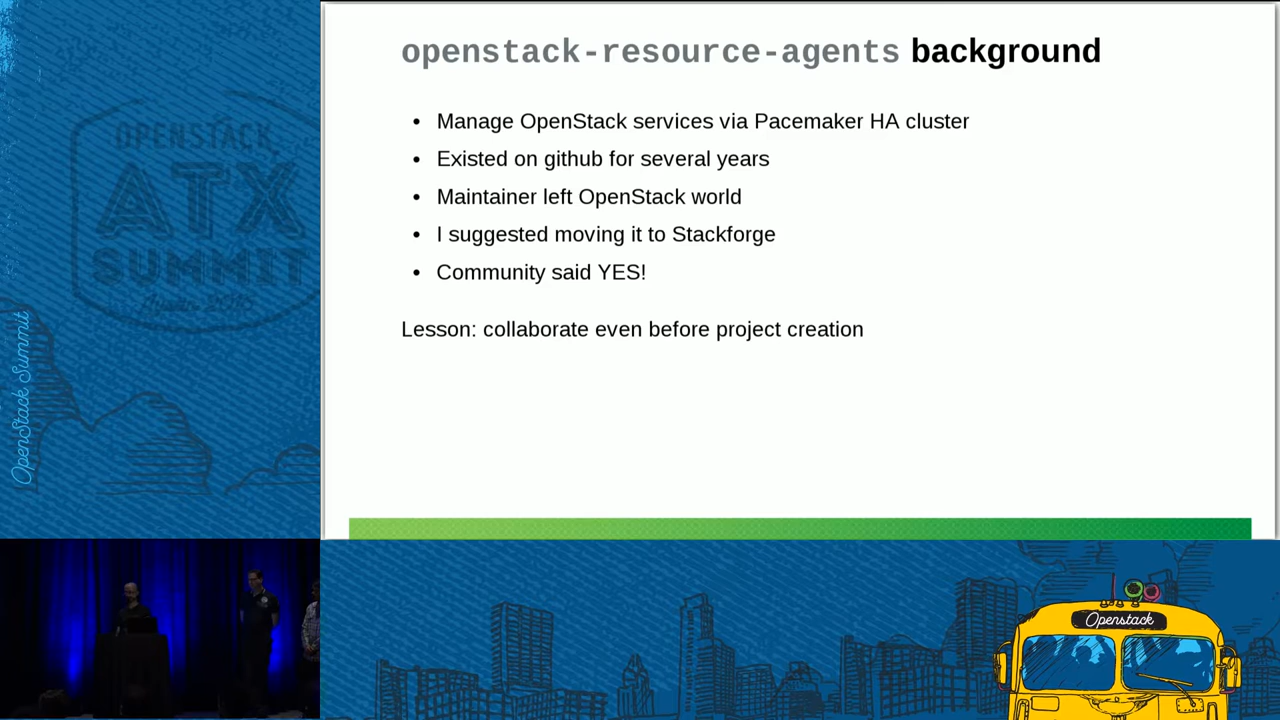 openstack-resource-agents background
• Manage OpenStack services via Pacemaker HA cluster
• Existed on github for several years
• Maintainer left OpenStack world
• I suggested moving it to Stackforge
• Community said YES!
Lesson: collaborate even before project creation
OPENSTACK
ATX
SUMMIT
OpenStack Summit
Openstack